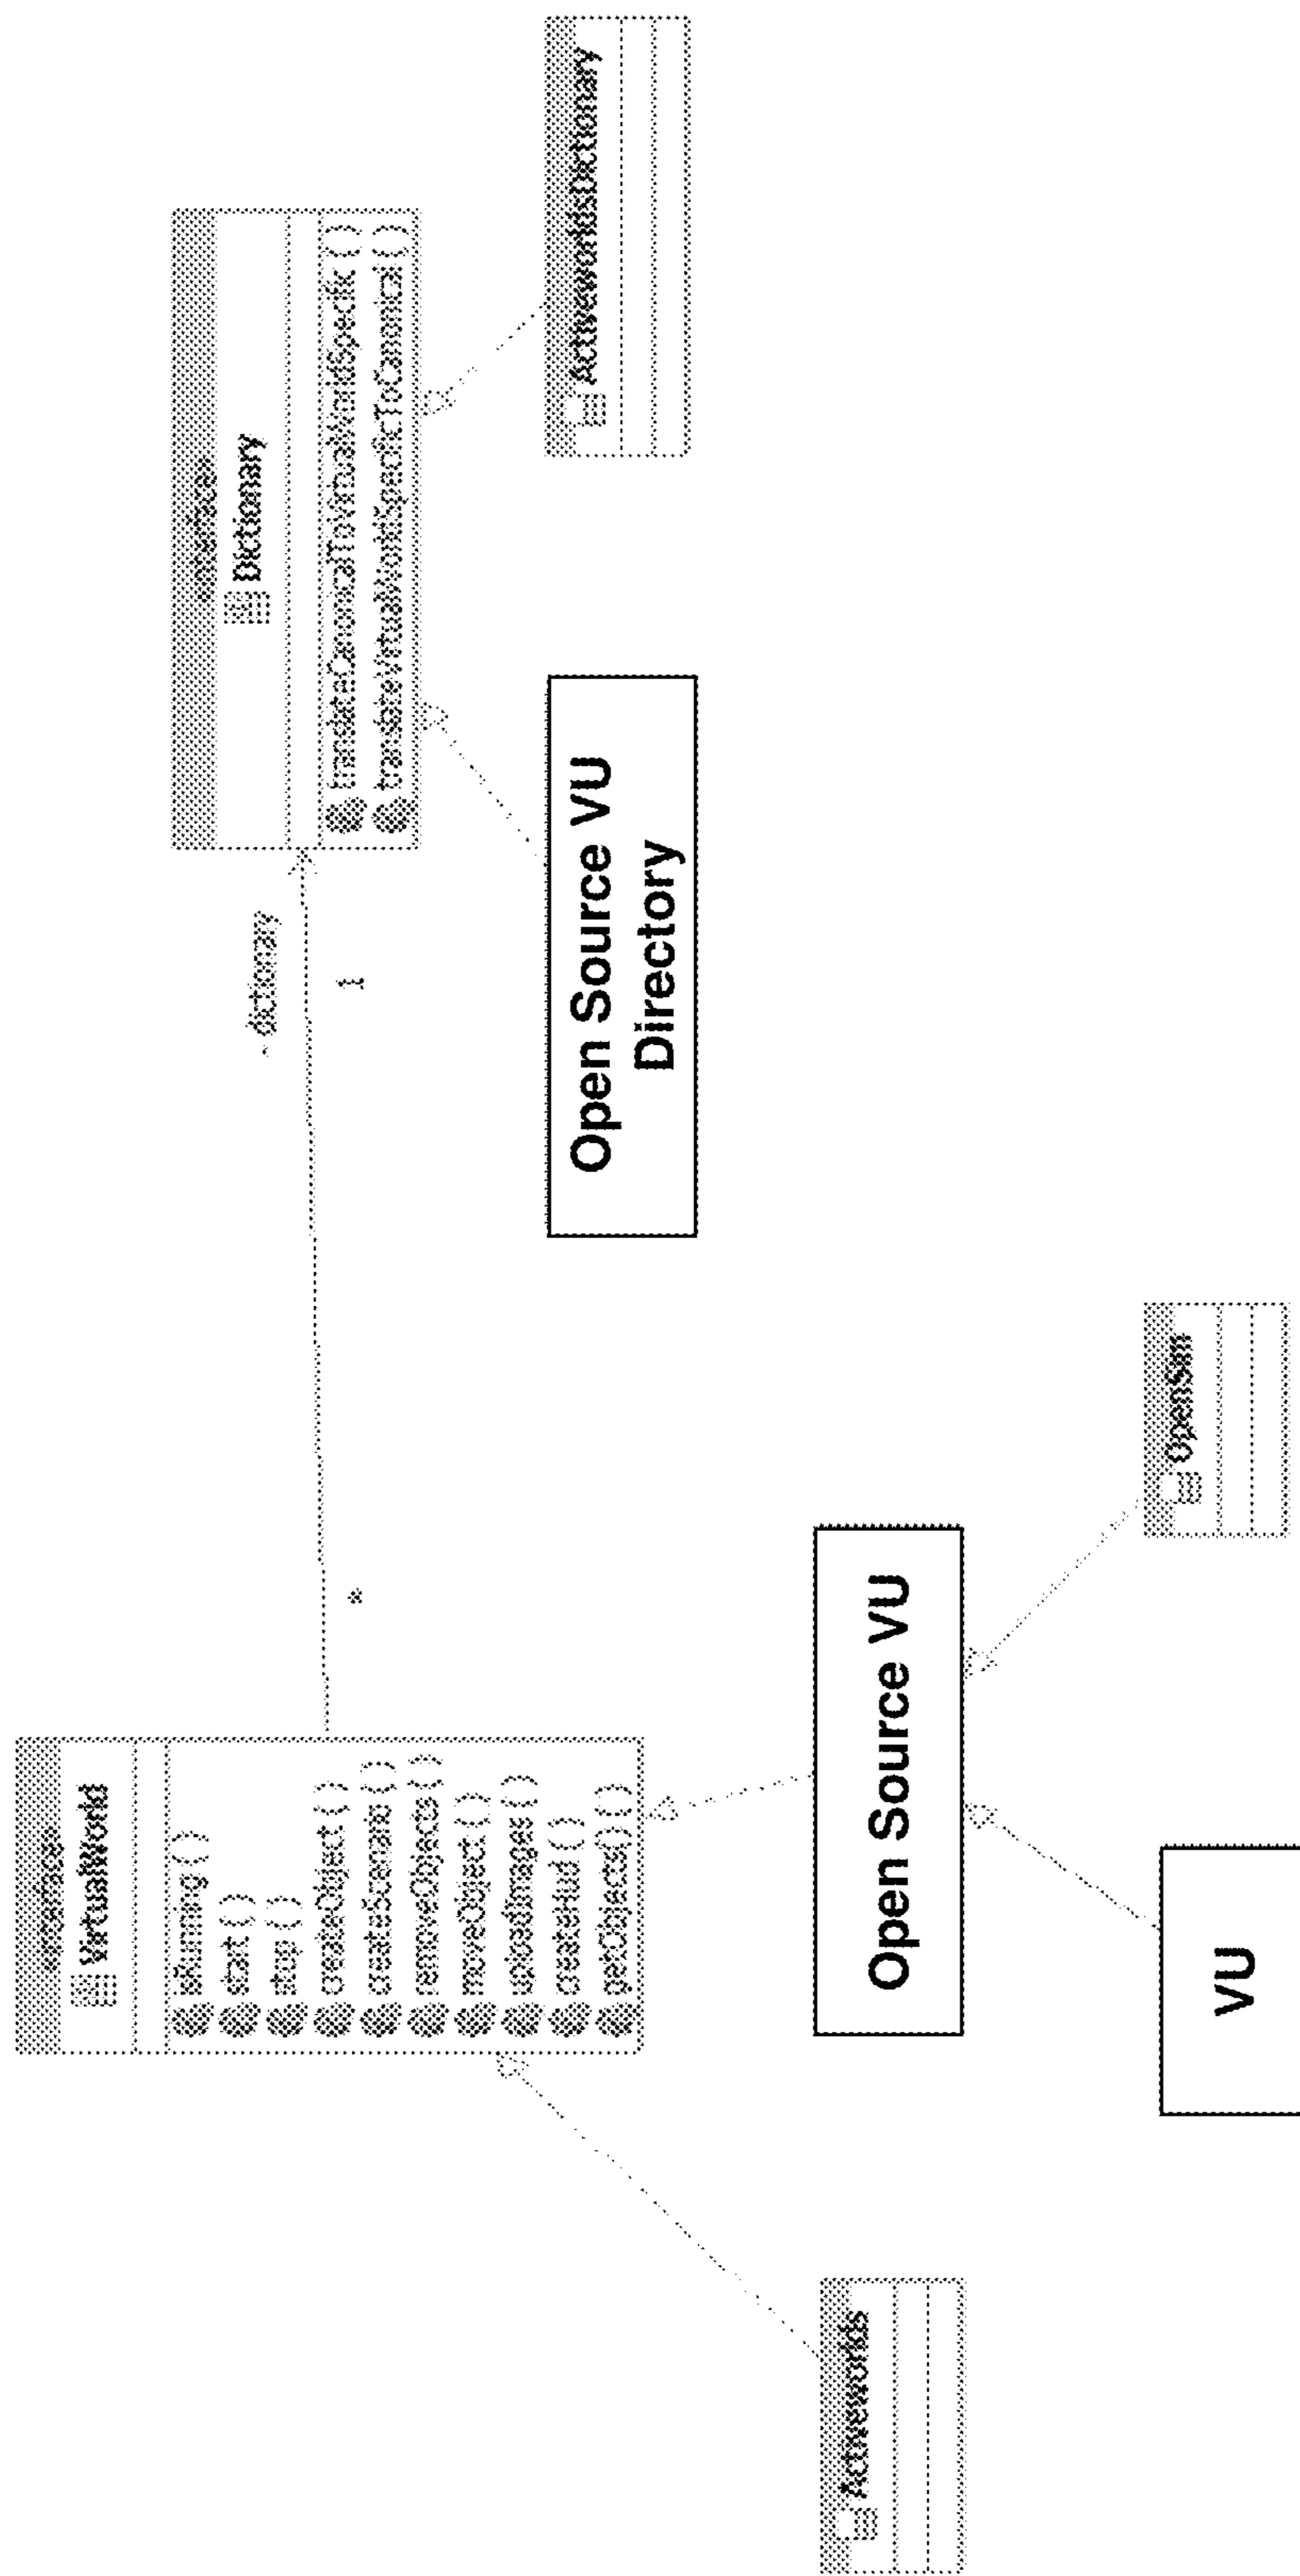 «interface»
VirtualWorld
isRunning ()
start ()
stop ()
createObject ()
createScenario ()
removeObjects ()
moveObject ()
uploadImages ()
createHud ()
getObjects() ()
*
- dictionary
1
«interface»
Dictionary
translateCanonicalToVirtualWorldSpecific ()
translateVirtualWorldSpecificToCanonical ()
Open Source VU
Directory
ActiveworldsDictionary
Activeworlds
Open Source VU
VU
OpenSim